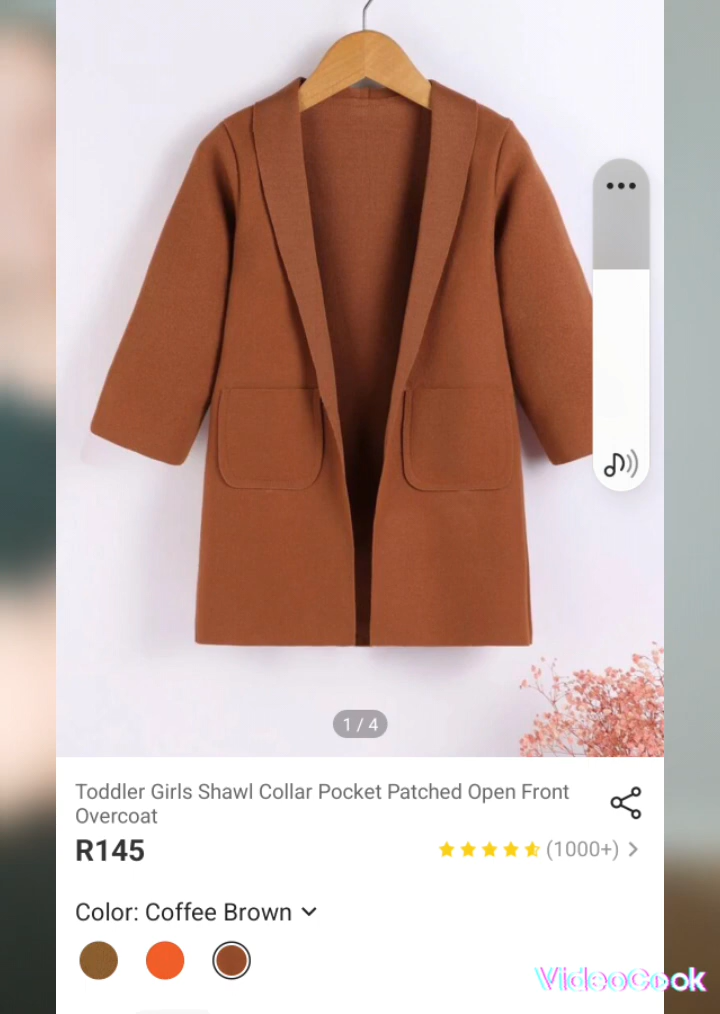 1 / 4
Toddler Girls Shawl Collar Pocket Patched Open Front
Overcoat
R145
(1000+)
Color: Coffee Brown
VideoCook